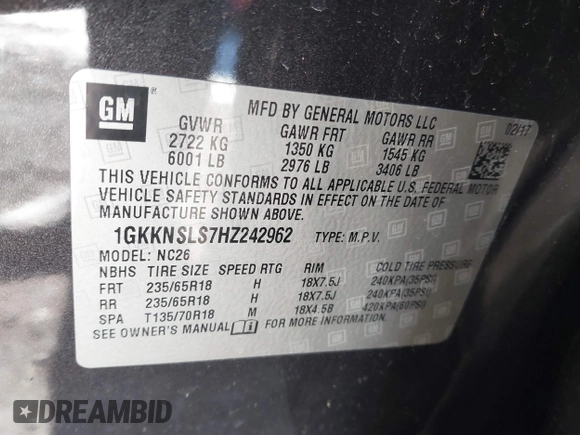 GM
MFD BY GENERAL MOTORS LLC
02/17
GVWR GAWR FRT GAWR RR
2722 KG 1350 KG 1545 KG
6001 LB 2976 LB 3406 LB
THIS VEHICLE CONFORMS TO ALL APPLICABLE U.S. FEDERAL MOTOR
VEHICLE SAFETY STANDARDS IN EFFECT ON THE DATE OF
MANUFACTURE SHOWN ABOVE.
1GKKNSLS7HZ242962 TYPE: M.P.V.
MODEL: NC26
NBHS TIRE SIZE SPEED RTG RIM COLD TIRE PRESSURE
FRT 235/65R18 H 18X7.5J 240KPA(35PSI)
RR 235/65R18 H 18X7.5J 240KPA(35PSI)
SPA T135/70R18 M 18X4.5B 420KPA(60PSI)
SEE OWNER'S MANUAL FOR MORE INFORMATION.
DREAMBID